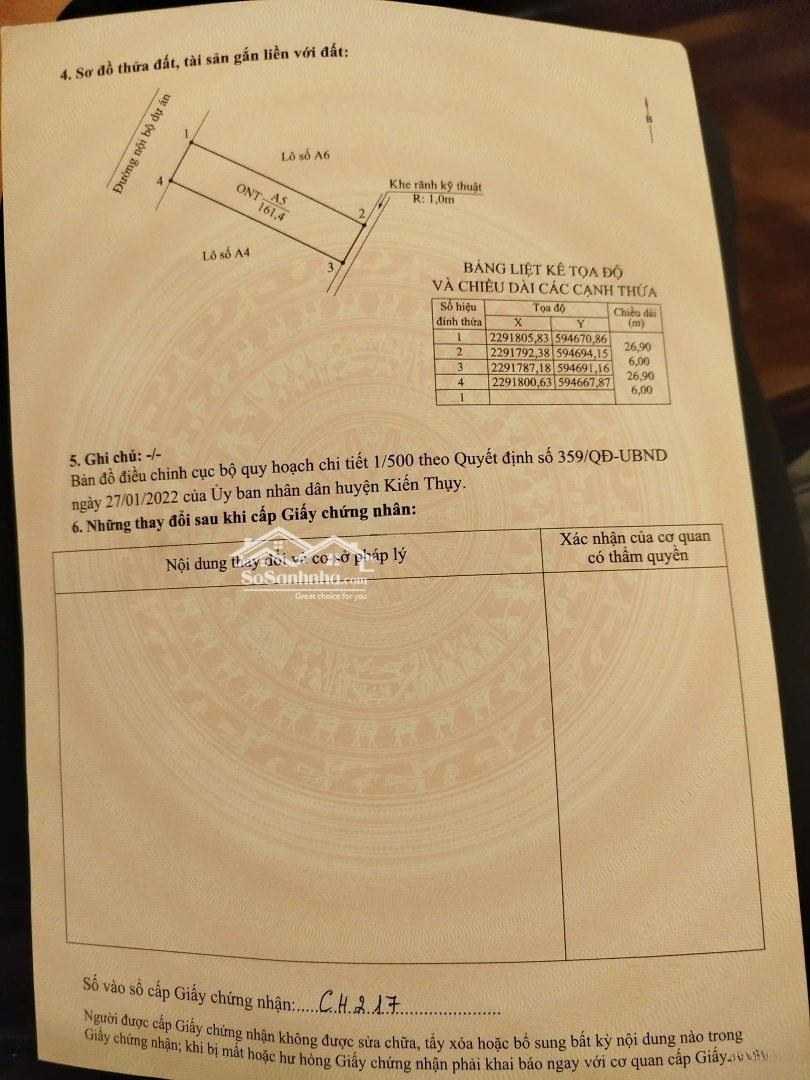 4. Sơ đồ thửa đất, tài sản gắn liền với đất:
Đường nội bộ dự án
B
1
Lô số A6
4
ONT A5
161,4
Khe rãnh kỹ thuật
R: 1,0m
2
Lô số A4
3
BẢNG LIỆT KÊ TỌA ĐỘ
VÀ CHIỀU DÀI CÁC CẠNH THỬA
Số hiệu đỉnh thửa Tọa độ Chiều dài (m)
X Y
1 2291805,83 594670,86
26,90
2 2291792,38 594694,15
6,00
3 2291787,18 594691,16
26,90
4 2291800,63 594667,87
6,00
1
5. Ghi chú: -/-
Bản đồ điều chỉnh cục bộ quy hoạch chi tiết 1/500 theo Quyết định số 359/QĐ-UBND
ngày 27/01/2022 của Ủy ban nhân dân huyện Kiến Thụy.
6. Những thay đổi sau khi cấp Giấy chứng nhận:
Nội dung thay đổi và cơ sở pháp lý
Xác nhận của cơ quan
có thẩm quyền
SoSanhnha.com
Great choice for you
Số vào sổ cấp Giấy chứng nhận:.....CH217
Người được cấp Giấy chứng nhận không được sửa chữa, tẩy xóa hoặc bổ sung bất kỳ nội dung nào trong
Giấy chứng nhận; khi bị mất hoặc hư hỏng Giấy chứng nhận phải khai báo ngay với cơ quan cấp Giấy.